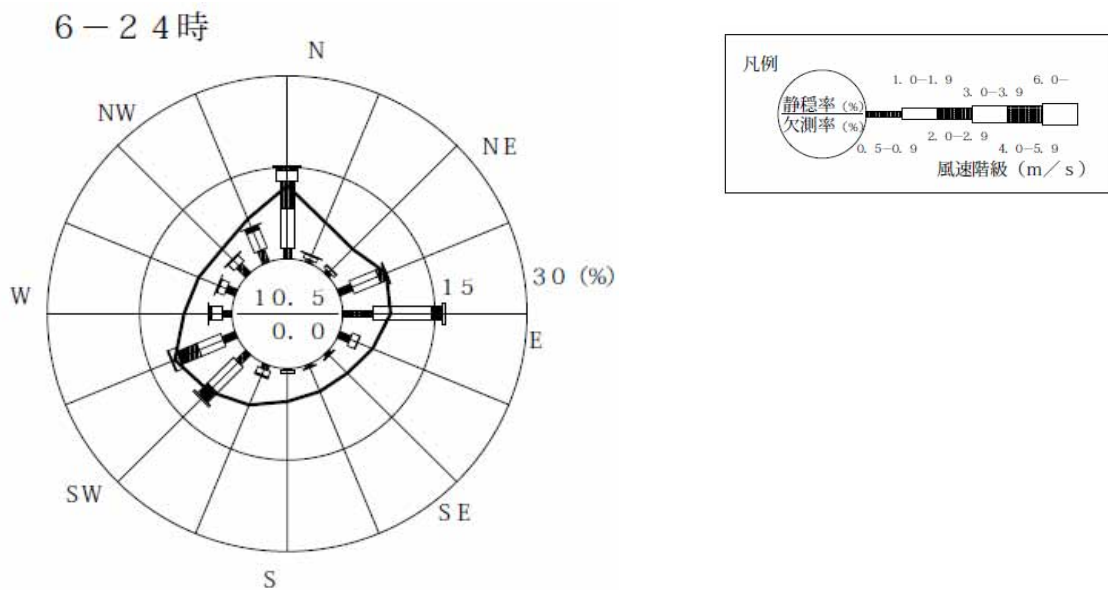 6－24時
N
NW
NE
W
10.5
0.0
15
30 (%)
E
SW
SE
S
凡例
1.0－1.9
6.0－
3.0－3.9
静穏率 (%)
欠測率 (%)
2.0－2.9
0.5－0.9
4.0－5.9
風速階級（m／s）